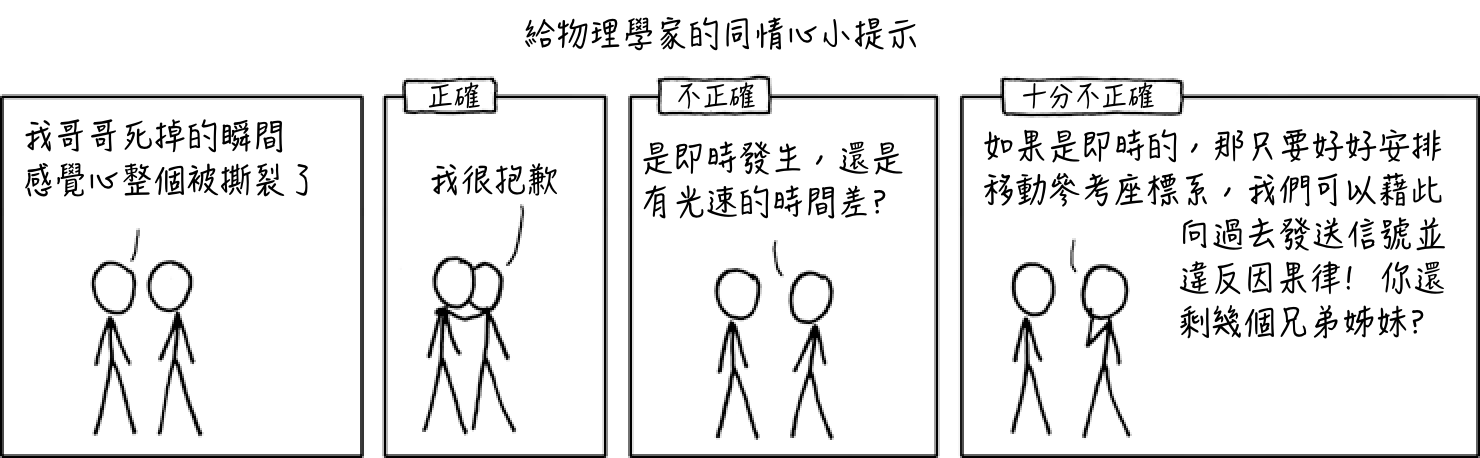 給物理學家的同情心小提示
我哥哥死掉的瞬間
感覺心整個被撕裂了
正確
我很抱歉
不正確
是即時發生，還是
有光速的時間差?
十分不正確
如果是即時的，那只要好好安排
移動參考座標系，我們可以藉此
向過去發送信號並
違反因果律! 你還
剩幾個兄弟姊妹?